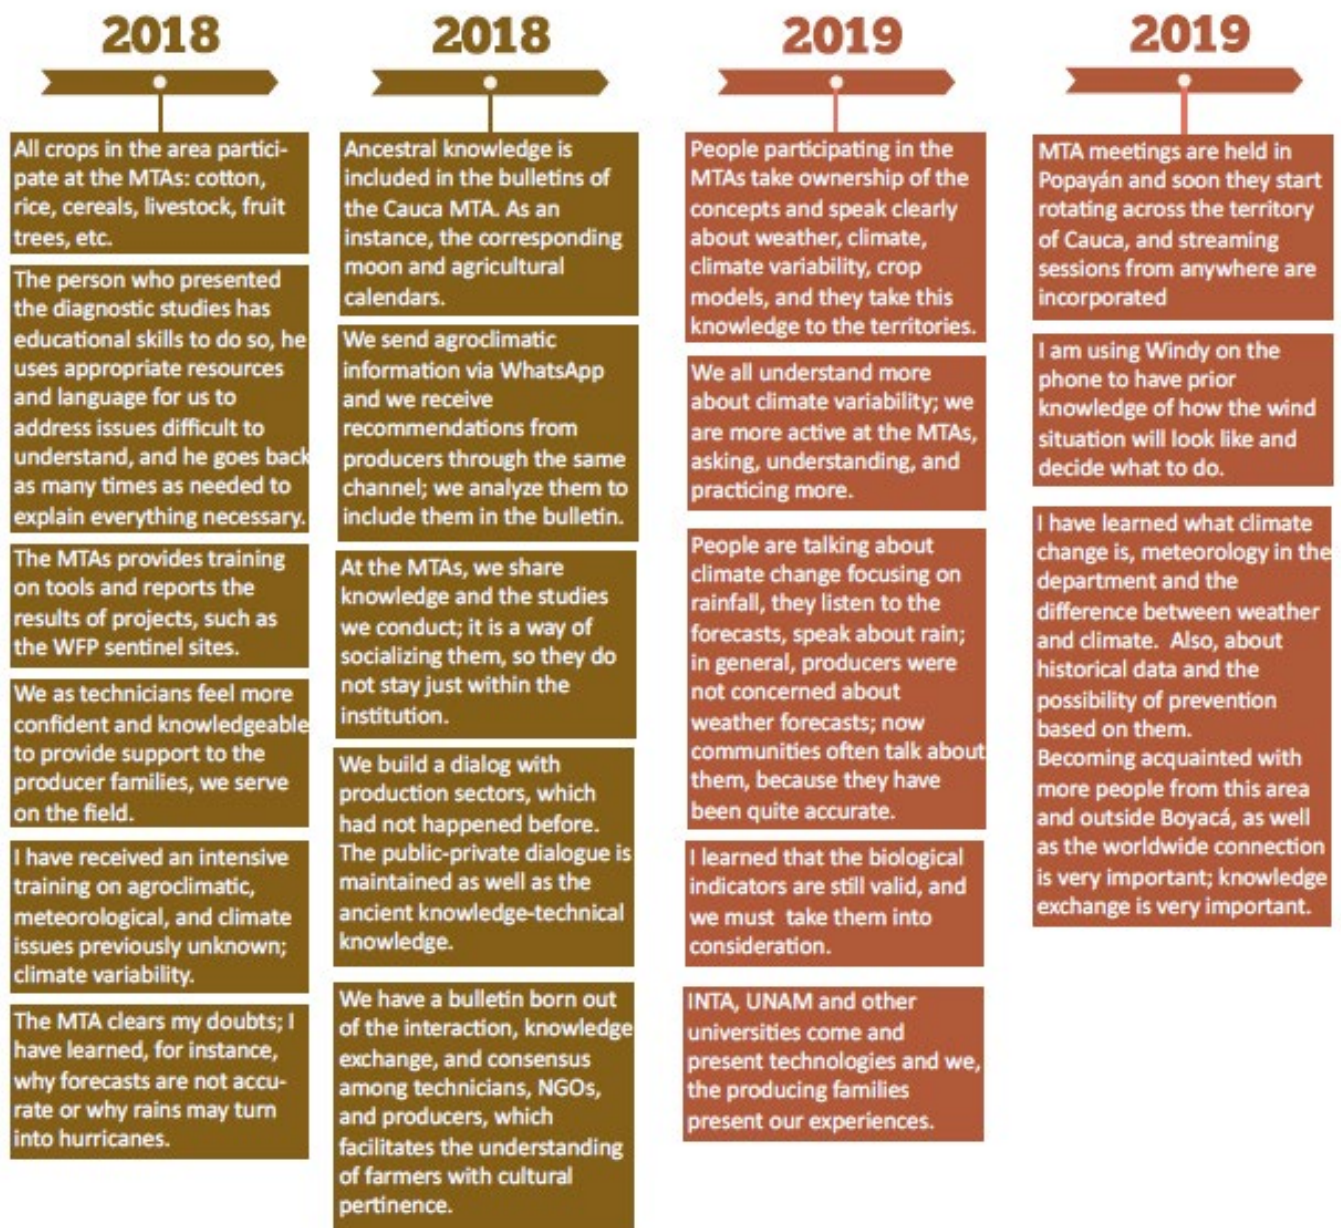 2018
All crops in the area partici-
pate at the MTAs: cotton,
rice, cereals, livestock, fruit
trees, etc.
The person who presented
the diagnostic studies has
educational skills to do so, he
uses appropriate resources
and language for us to
address issues difficult to
understand, and he goes back
as many times as needed to
explain everything necessary.
The MTAs provides training
on tools and reports the
results of projects, such as
the WFP sentinel sites.
We as technicians feel more
confident and knowledgeable
to provide support to the
producer families, we serve
on the field.
I have received an intensive
training on agroclimatic,
meteorological, and climate
issues previously unknown;
climate variability.
The MTA clears my doubts; I
have learned, for instance,
why forecasts are not accu-
rate or why rains may turn
into hurricanes.
2018
Ancestral knowledge is
included in the bulletins of
the Cauca MTA. As an
instance, the corresponding
moon and agricultural
calendars.
We send agroclimatic
information via WhatsApp
and we receive
recommendations from
producers through the same
channel; we analyze them to
include them in the bulletin.
At the MTAs, we share
knowledge and the studies
we conduct; it is a way of
socializing them, so they do
not stay just within the
institution.
We build a dialog with
production sectors, which
had not happened before.
The public-private dialogue is
maintained as well as the
ancient knowledge-technical
knowledge.
We have a bulletin born out
of the interaction, knowledge
exchange, and consensus
among technicians, NGOs,
and producers, which
facilitates the understanding
of farmers with cultural
pertinence.
2019
People participating in the
MTAs take ownership of the
concepts and speak clearly
about weather, climate,
climate variability, crop
models, and they take this
knowledge to the territories.
We all understand more
about climate variability; we
are more active at the MTAs,
asking, understanding, and
practicing more.
People are talking about
climate change focusing on
rainfall, they listen to the
forecasts, speak about rain;
in general, producers were
not concerned about
weather forecasts; now
communities often talk about
them, because they have
been quite accurate.
I learned that the biological
indicators are still valid, and
we must take them into
consideration.
INTA, UNAM and other
universities come and
present technologies and we,
the producing families
present our experiences.
2019
MTA meetings are held in
Popayán and soon they start
rotating across the territory
of Cauca, and streaming
sessions from anywhere are
incorporated
I am using Windy on the
phone to have prior
knowledge of how the wind
situation will look like and
decide what to do.
I have learned what climate
change is, meteorology in the
department and the
difference between weather
and climate. Also, about
historical data and the
possibility of prevention
based on them.
Becoming acquainted with
more people from this area
and outside Boyacá, as well
as the worldwide connection
is very important; knowledge
exchange is very important.